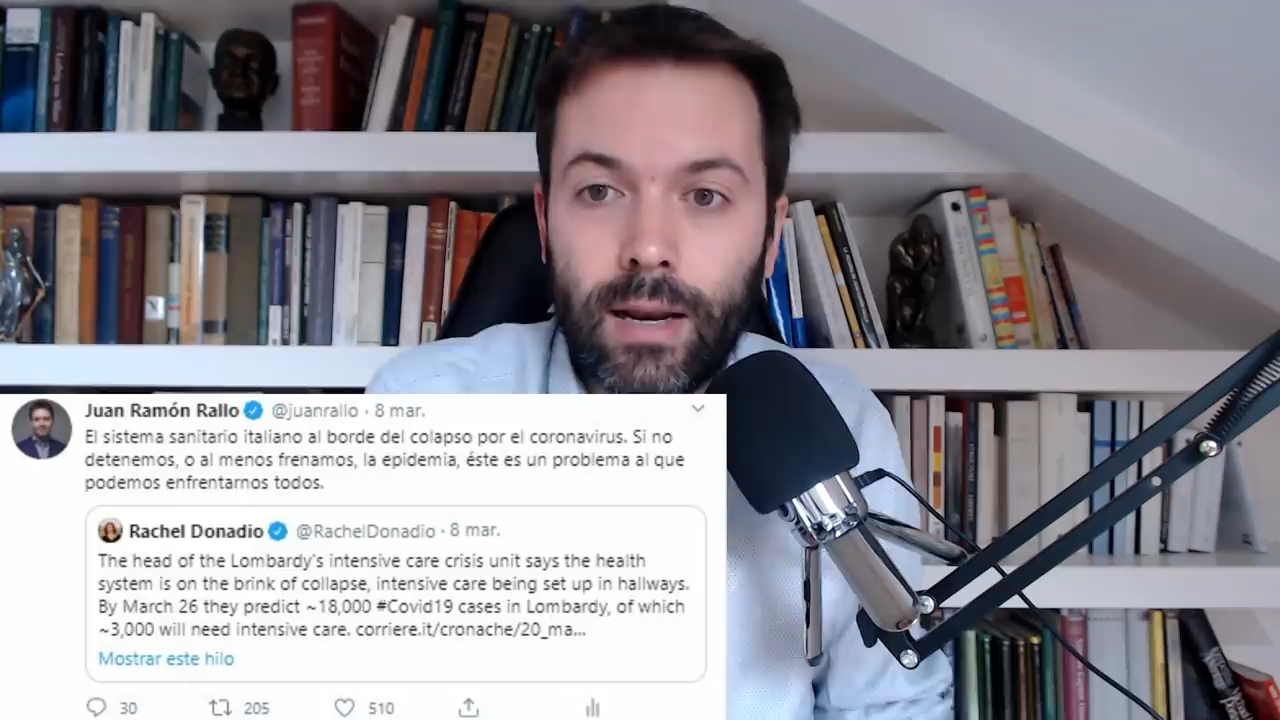 Juan Ramón Rallo @juanrallo · 8 mar.
El sistema sanitario italiano al borde del colapso por el coronavirus. Si no
detenemos, o al menos frenamos, la epidemia, éste es un problema al que
podemos enfrentarnos todos.
Rachel Donadio @RachelDonadio · 8 mar.
The head of the Lombardy's intensive care crisis unit says the health
system is on the brink of collapse, intensive care being set up in hallways.
By March 26 they predict ~18,000 #Covid19 cases in Lombardy, of which
~3,000 will need intensive care. corriere.it/cronache/20_ma...
Mostrar este hilo
30 205 510